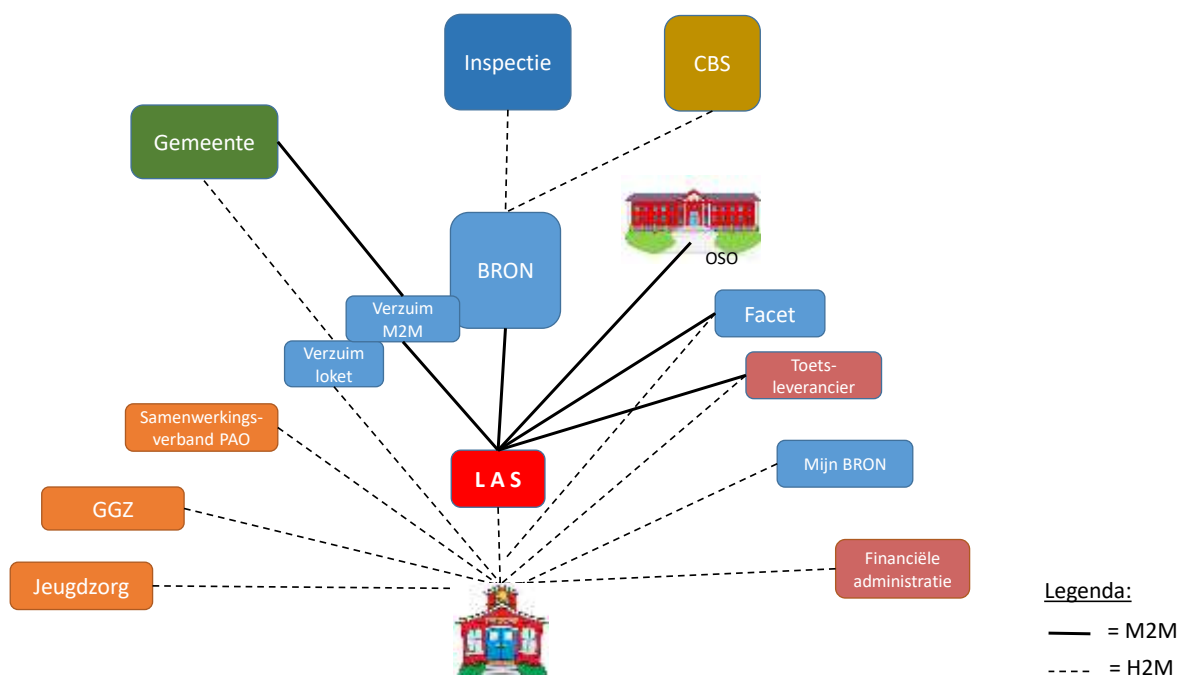 Inspectie
CBS
Gemeente
BRON
OSO
Verzuim
M2M
Facet
Verzuim
loket
Toets-
leverancier
Samenwerkings-
verband PAO
Mijn BRON
L A S
GGZ
Financiële
administratie
Jeugdzorg
Legenda:
= M2M
= H2M